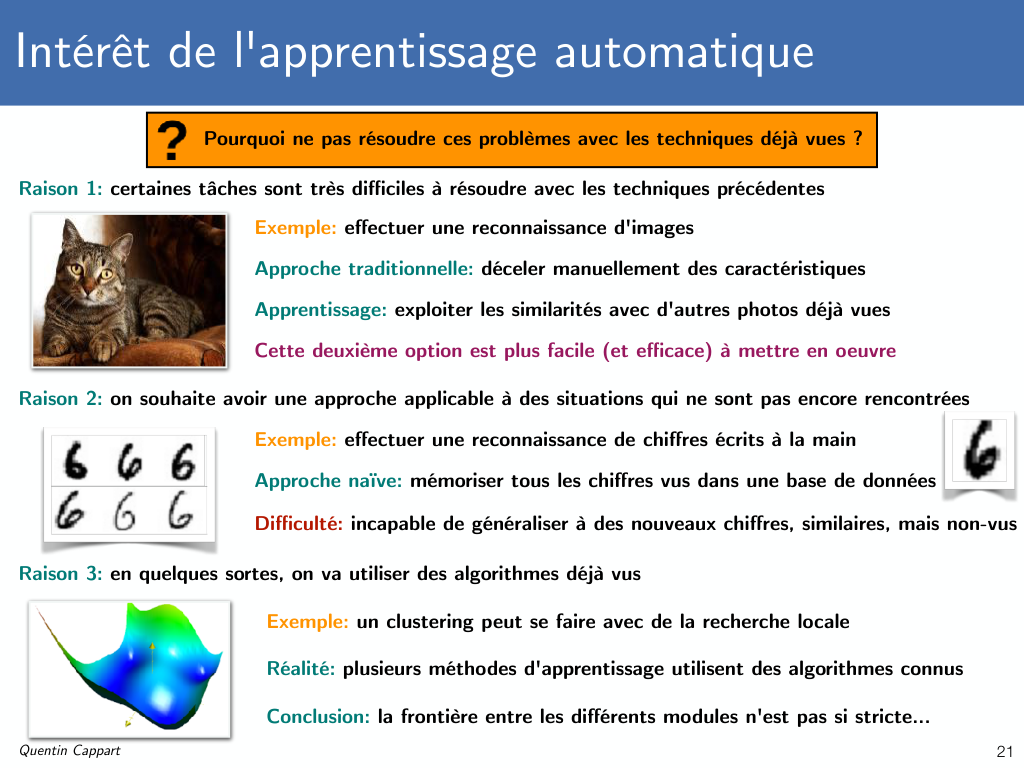 Intérêt de l'apprentissage automatique
? Pourquoi ne pas résoudre ces problèmes avec les techniques déjà vues ?
Raison 1: certaines tâches sont très difficiles à résoudre avec les techniques précédentes
Exemple: effectuer une reconnaissance d'images
Approche traditionnelle: déceler manuellement des caractéristiques
Apprentissage: exploiter les similarités avec d'autres photos déjà vues
Cette deuxième option est plus facile (et efficace) à mettre en oeuvre
Raison 2: on souhaite avoir une approche applicable à des situations qui ne sont pas encore rencontrées
6 6 6
6 6 6
Exemple: effectuer une reconnaissance de chiffres écrits à la main
Approche naïve: mémoriser tous les chiffres vus dans une base de données
6
Difficulté: incapable de généraliser à des nouveaux chiffres, similaires, mais non-vus
Raison 3: en quelques sortes, on va utiliser des algorithmes déjà vus
Exemple: un clustering peut se faire avec de la recherche locale
Réalité: plusieurs méthodes d'apprentissage utilisent des algorithmes connus
Conclusion: la frontière entre les différents modules n'est pas si stricte...
Quentin Cappart
21